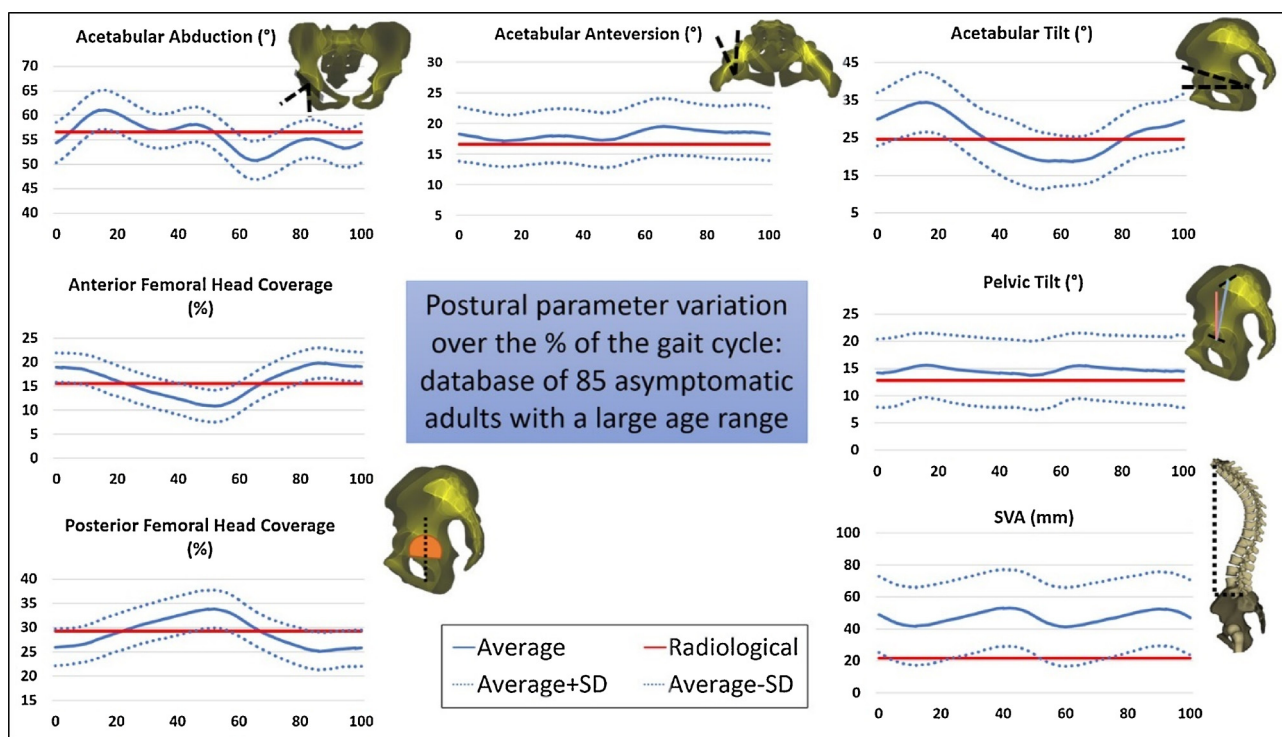 Acetabular Abduction (°)
70
65
60
55
50
45
40
0 20 40 60 80 100
Acetabular Anteversion (°)
30
25
20
15
10
5
0 20 40 60 80 100
Acetabular Tilt (°)
45
35
25
15
5
0 20 40 60 80 100
Anterior Femoral Head Coverage
(%)
25
20
15
10
5
0
0 20 40 60 80 100
Postural parameter variation
over the % of the gait cycle:
database of 85 asymptomatic
adults with a large age range
Pelvic Tilt (°)
25
20
15
10
5
0
0 20 40 60 80 100
Posterior Femoral Head Coverage
(%)
40
35
30
25
20
15
0 20 40 60 80 100
Average Radiological
Average+SD Average-SD
SVA (mm)
100
80
60
40
20
0
0 20 40 60 80 100